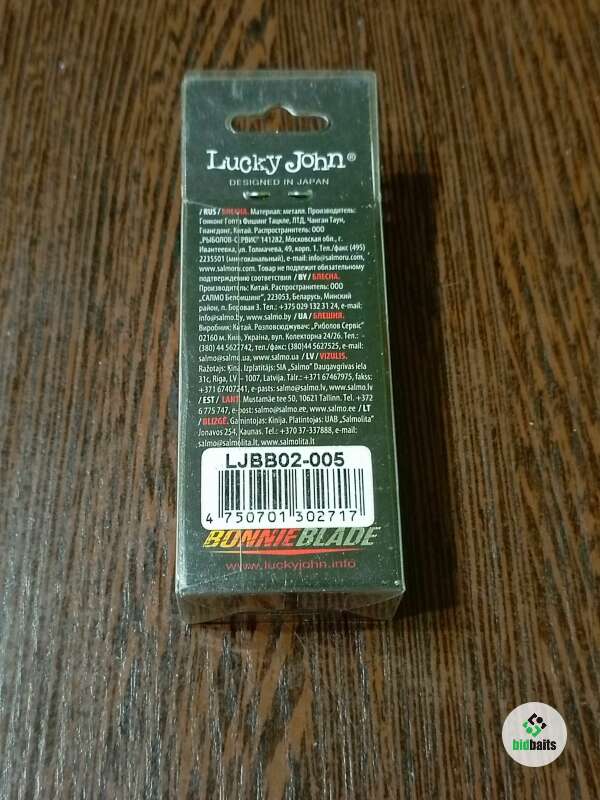 Lucky John®
DESIGNED IN JAPAN
/ RUS / БЛЕСНА. Материал: металл. Производитель:
Гонконг Голтз Фишинг Тацкле, ЛТД, Чанган Таун,
Гнангдонг, Китай. Распространитель: ООО
„РЫБОЛОВ-СЕРВИС" 141282, Московская обл., г.
Ивантеевка, ул. Толмачева, 49, корп. 1. Тел./факс (495)
2235501 (многоканальный), e-mail: info@salmoru.com,
www.salmoru.com. Товар не подлежит обязательному
подтверждению соответствия / BY / БЛЕСНА.
Производитель: Китай. Распространитель: ООО
„САЛМО Белфишинг", 223053, Беларусь, Минский
район, п. Боровая 3. Тел.: +375 029 132 31 24, e-mail:
info@salmo.by, www.salmo.by / UA / БЛЕШНЯ.
Виробник: Китай. Розповсюджувач: "Риболов Сервіс"
02160 м. Київ, Україна, вул. Колекторна 24/26. Тел.: -
(380)44 5627742, тел./факс: (380)44 5627525, e-mail:
salmo@salmo.ua, www.salmo.ua / LV / VIZULIS.
Ražotajs: Ķīna. Izplatītājs: SIA „Salmo" Daugavgrīvas iela
31c, Riga, LV – 1007, Latvija. Tālr.: +371 67467975, fakss:
+371 67407241, e-pasts: salmo@salmo.lv, www.salmo.lv
/ EST / LANT. Mustamäe tee 50, 10621 Tallinn. Tel. +372
6 775 747, e-post: salmo@salmo.ee, www.salmo.ee / LT
/ BLIZGĖ. Gamintojas: Kinija. Platintojas: UAB „Salmolita"
Jonavos 254, Kaunas. Tel.: +370 37-337888, e-mail:
salmo@salmolita.lt, www.salmolita.lt
LJBB02-005
4 750701 302717
BONNIE BLADE
www.luckyjohn.info
bidbaits